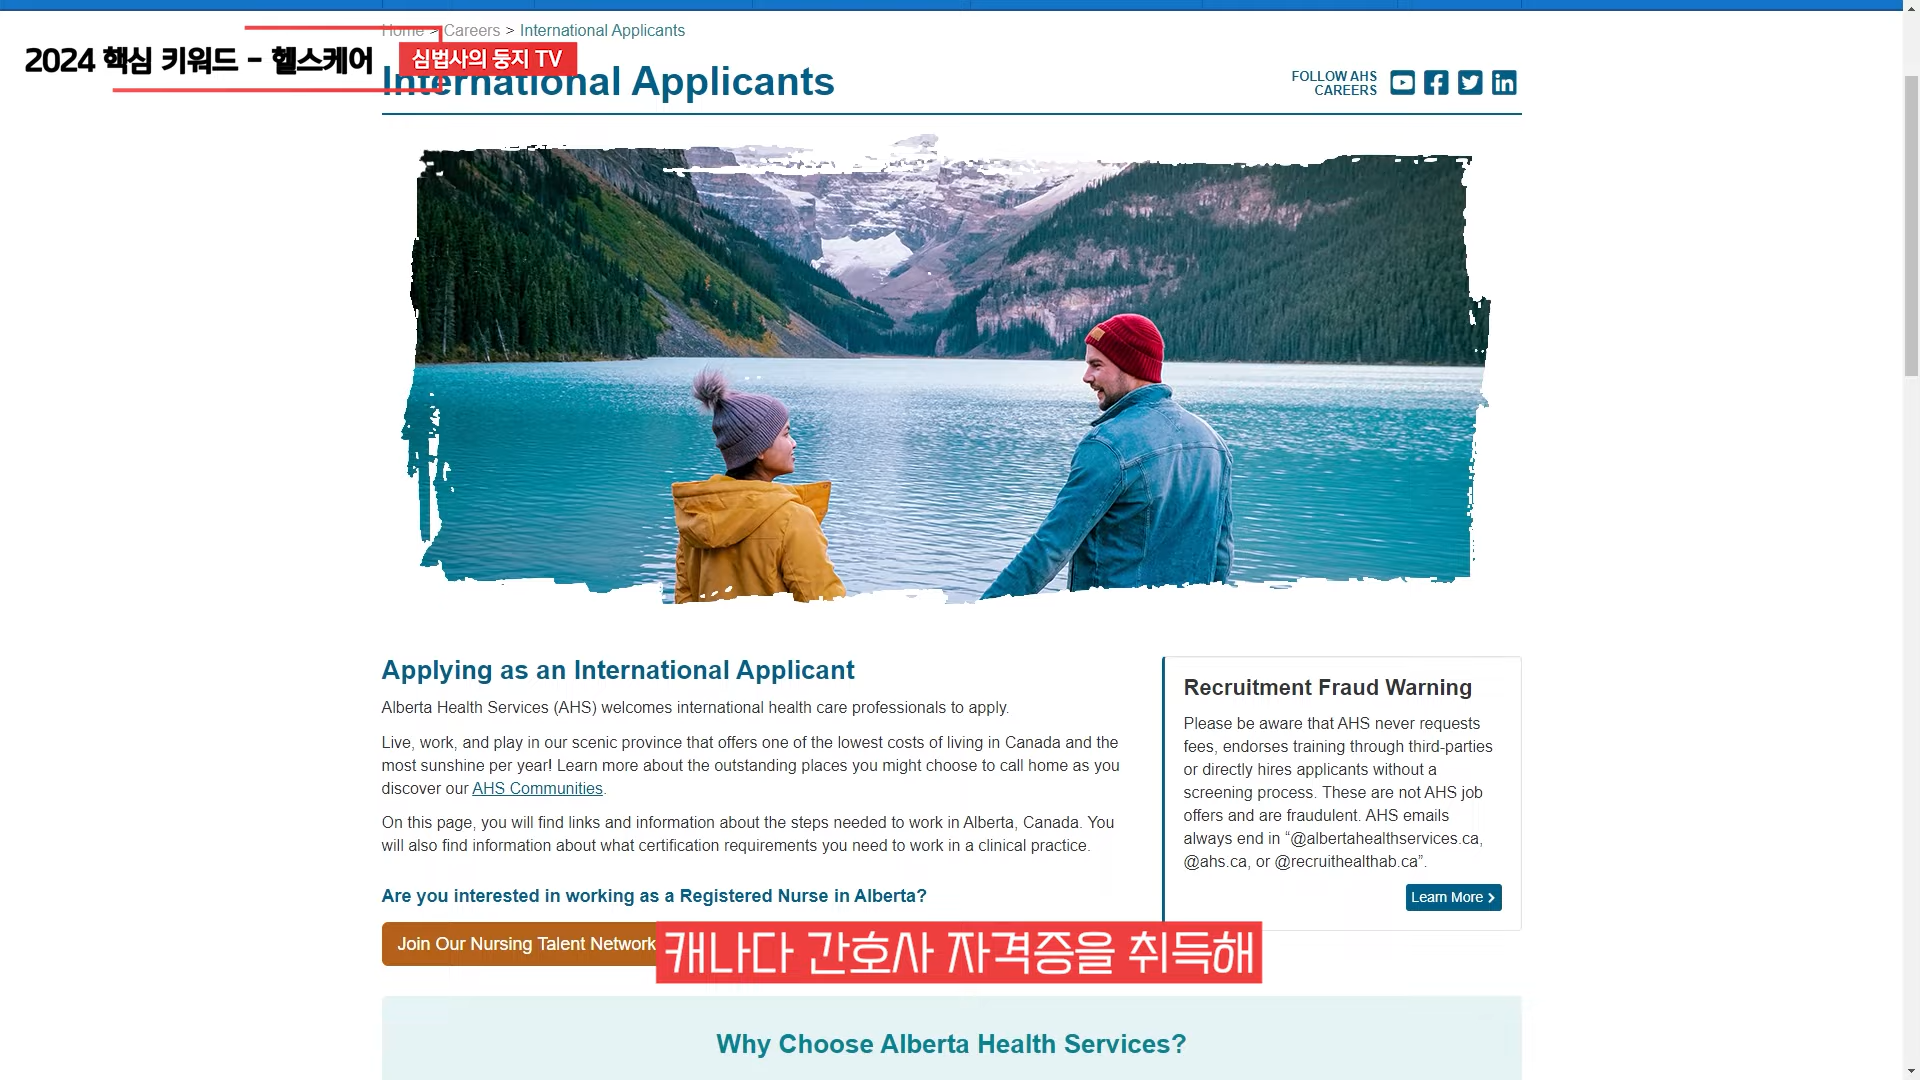 Home > Careers > International Applicants
2024 핵심 키워드 - 헬스케어
심법사의 둥지 TV
International Applicants
FOLLOW AHS
CAREERS
Applying as an International Applicant
Alberta Health Services (AHS) welcomes international health care professionals to apply.
Live, work, and play in our scenic province that offers one of the lowest costs of living in Canada and the
most sunshine per year! Learn more about the outstanding places you might choose to call home as you
discover our AHS Communities.
On this page, you will find links and information about the steps needed to work in Alberta, Canada. You
will also find information about what certification requirements you need to work in a clinical practice.
Are you interested in working as a Registered Nurse in Alberta?
Join Our Nursing Talent Network
Recruitment Fraud Warning
Please be aware that AHS never requests
fees, endorses training through third-parties
or directly hires applicants without a
screening process. These are not AHS job
offers and are fraudulent. AHS emails
always end in “@albertahealthservices.ca,
@ahs.ca, or @recruithealthab.ca”.
Learn More
캐나다 간호사 자격증을 취득해
Why Choose Alberta Health Services?